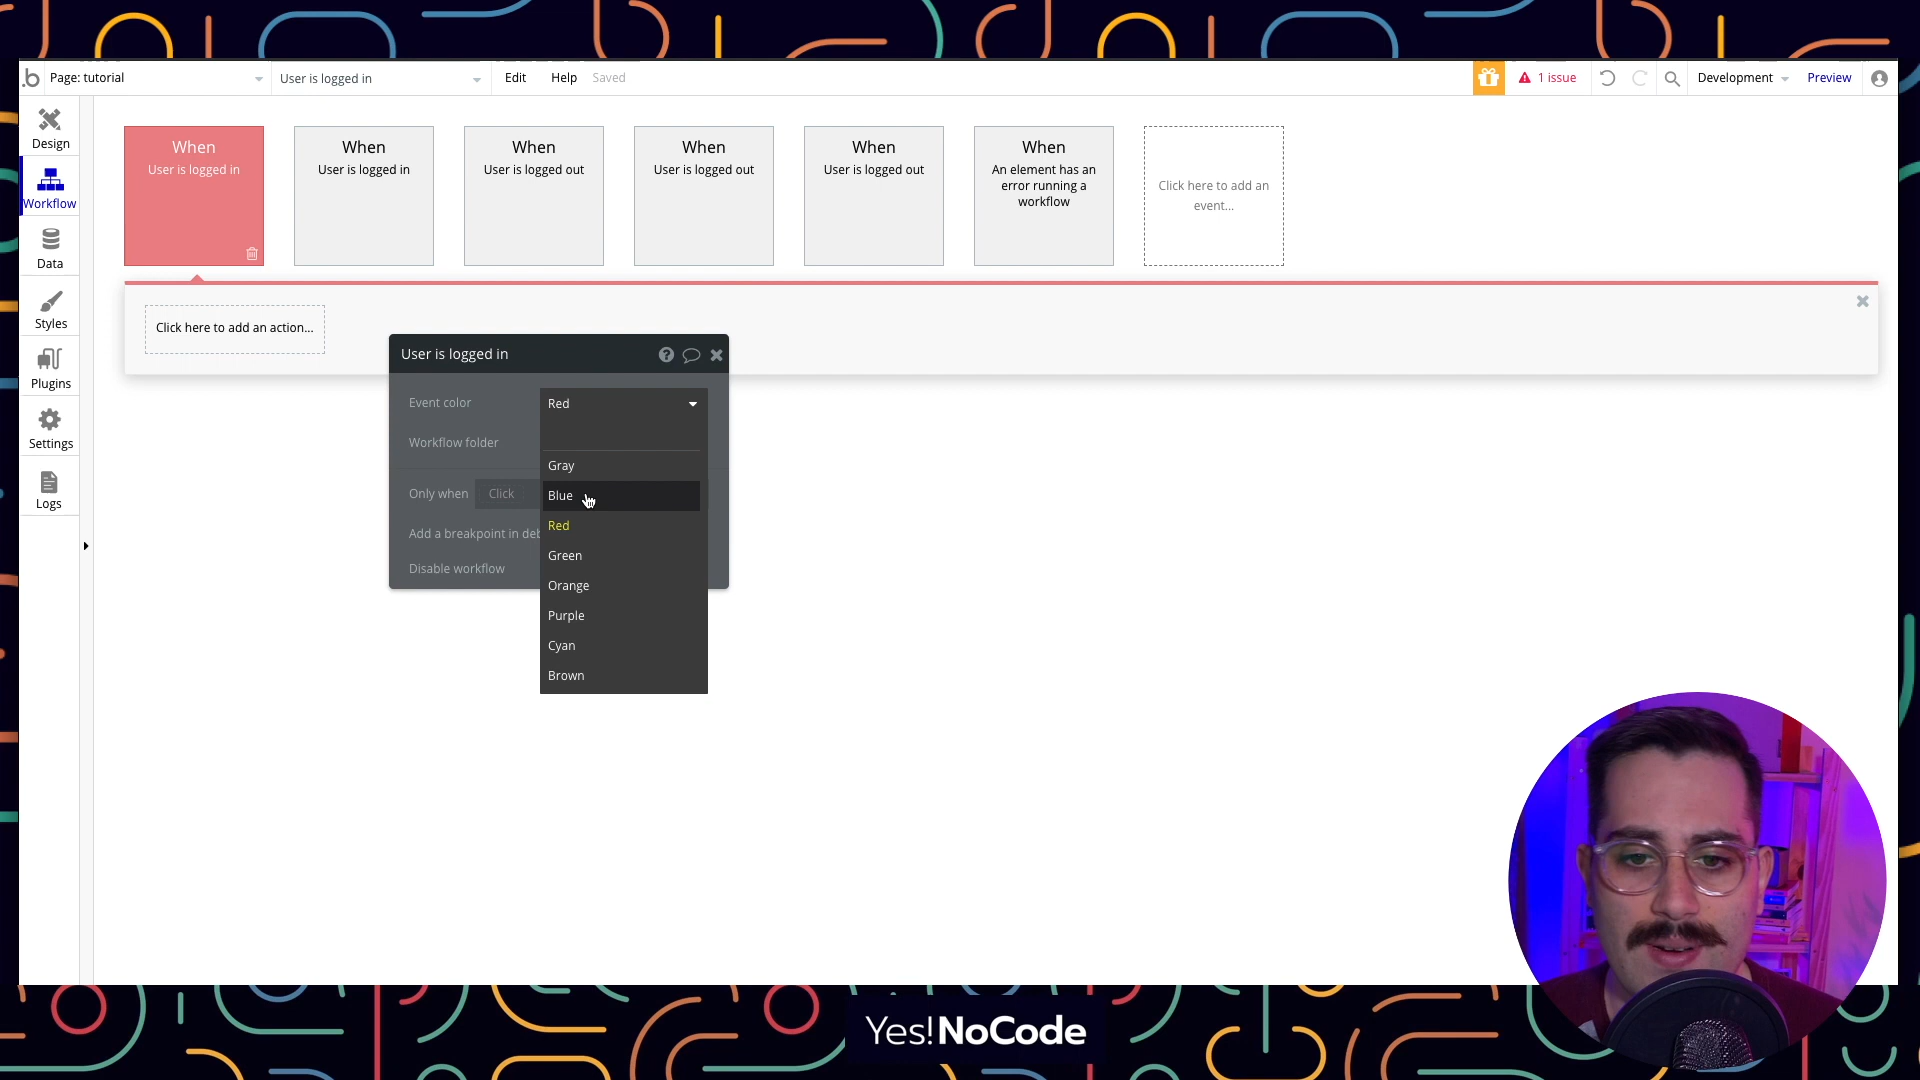 b Page: tutorial
User is logged in
Edit
Help
Saved
1 issue
Development
Preview
Design
Workflow
Data
Styles
Plugins
Settings
Logs
When
User is logged in
When
User is logged in
When
User is logged out
When
User is logged out
When
User is logged out
When
An element has an
error running a
workflow
Click here to add an
event...
Click here to add an action...
User is logged in
?
Event color
Red
Workflow folder
Only when
Click
Add a breakpoint in deb
Disable workflow
Gray
Blue
Red
Green
Orange
Purple
Cyan
Brown
Yes!NoCode